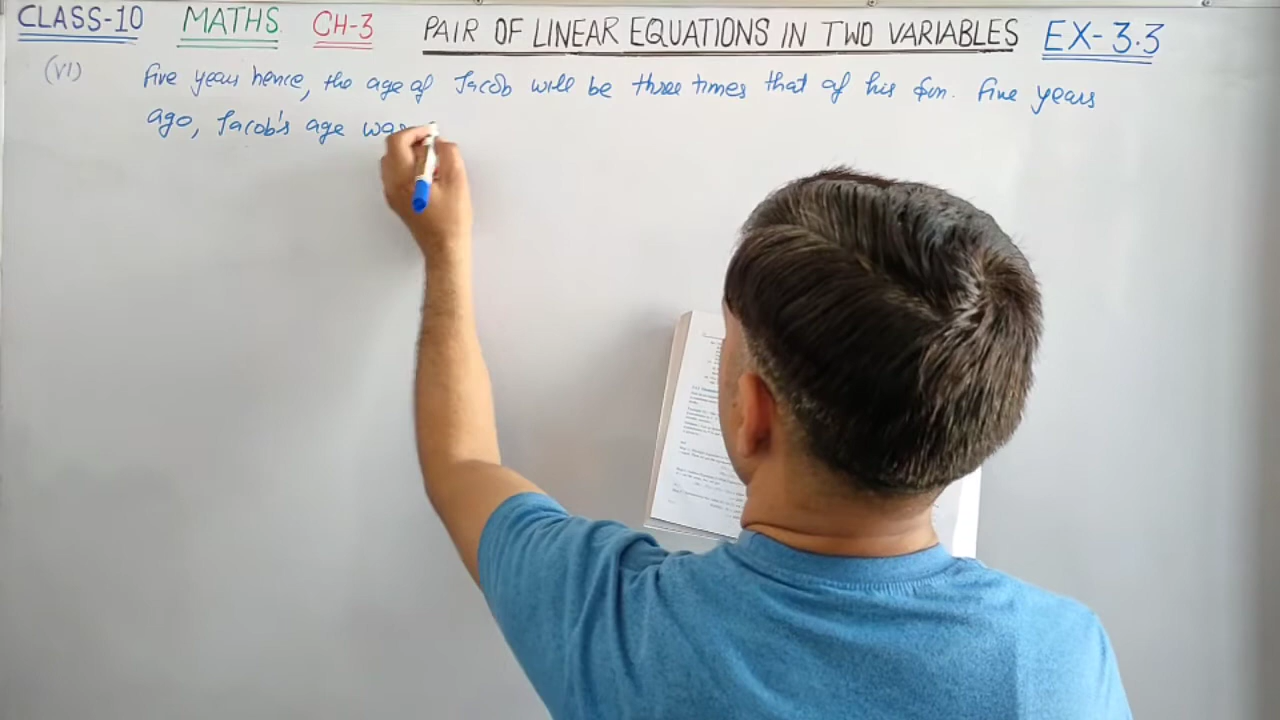 CLASS-10 MATHS. CH-3 PAIR OF LINEAR EQUATIONS IN TWO VARIABLES EX-3.3
(VI) Five years hence, the age of Jacob will be three times that of his son. Five years
ago, Jacob's age was